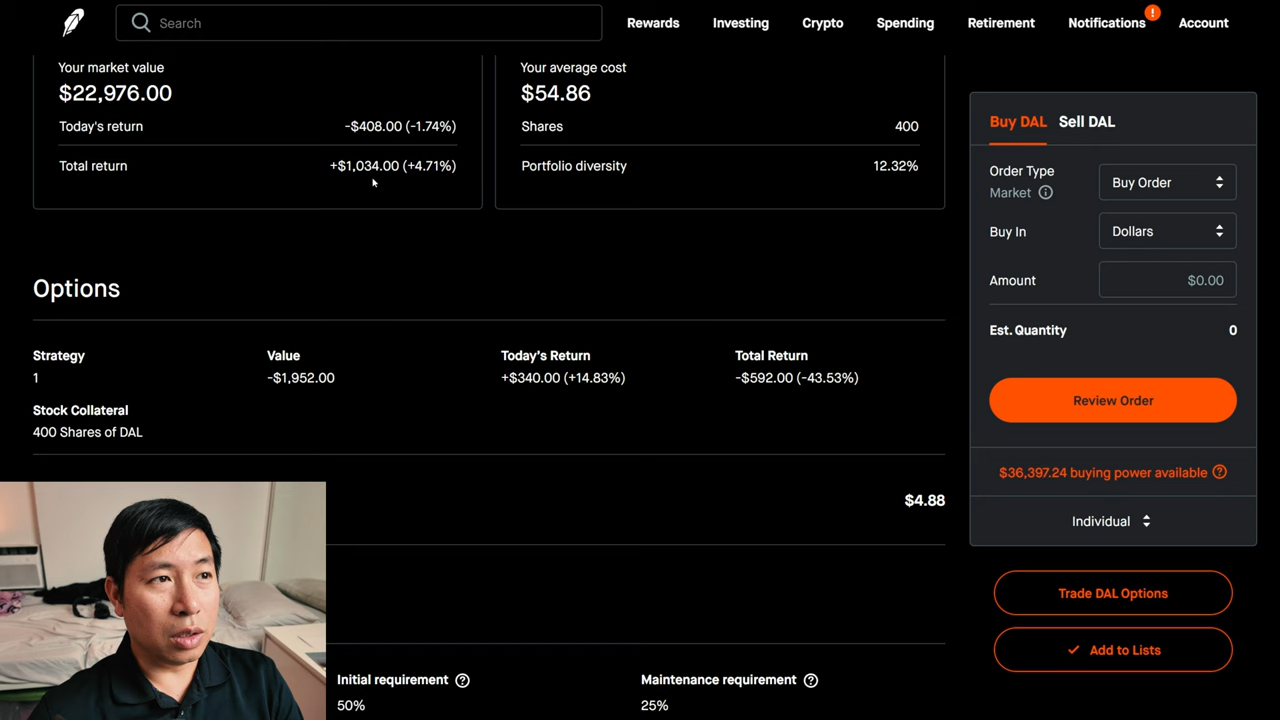 Search
Rewards
Investing
Crypto
Spending
Retirement
Notifications
!
Account
Your market value
$22,976.00
Today's return
-$408.00 (-1.74%)
Total return
+$1,034.00 (+4.71%)
Your average cost
$54.86
Shares
400
Portfolio diversity
12.32%
Options
Strategy
Value
Today's Return
Total Return
1
-$1,952.00
+$340.00 (+14.83%)
-$592.00 (-43.53%)
Stock Collateral
400 Shares of DAL
$4.88
Initial requirement ?
Maintenance requirement ?
50%
25%
Buy DAL
Sell DAL
Order Type
Market
Buy Order
Buy In
Dollars
Amount
$0.00
Est. Quantity
0
Review Order
$36,397.24 buying power available ?
Individual
Trade DAL Options
Add to Lists